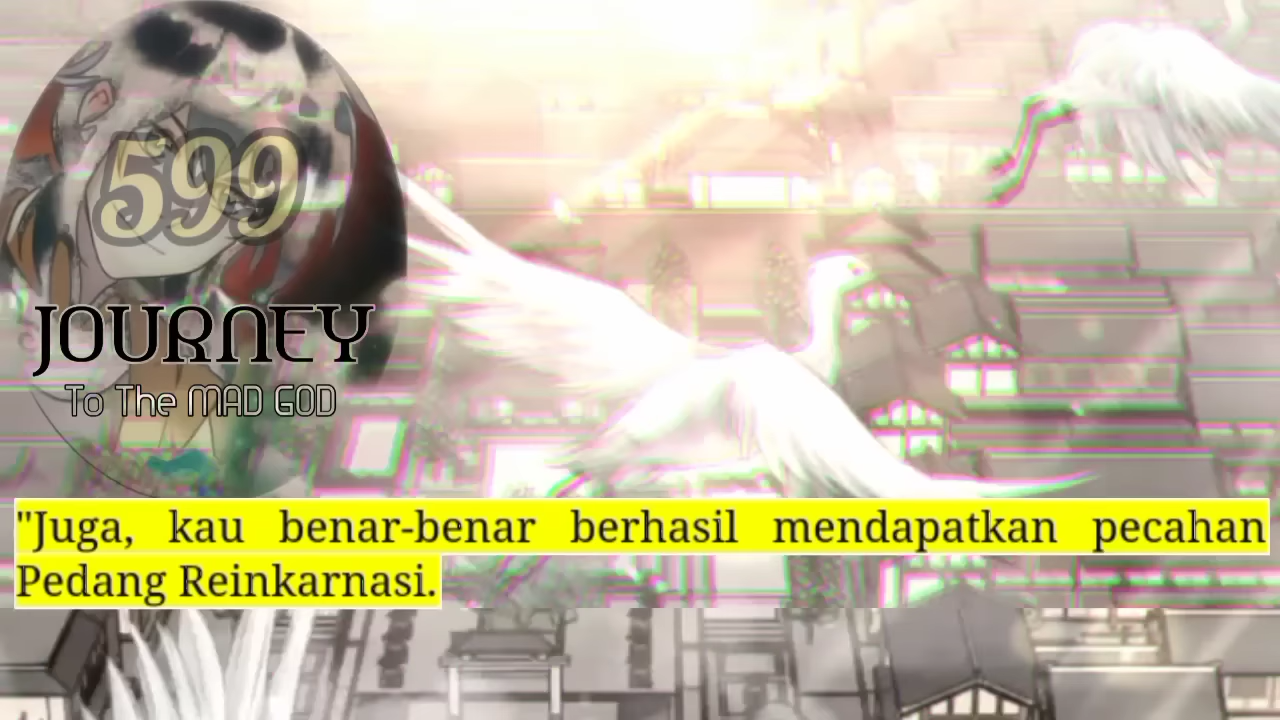 599
JOURNEY
To The MAD GOD
"Juga, kau benar-benar berhasil mendapatkan pecahan
Pedang Reinkarnasi.